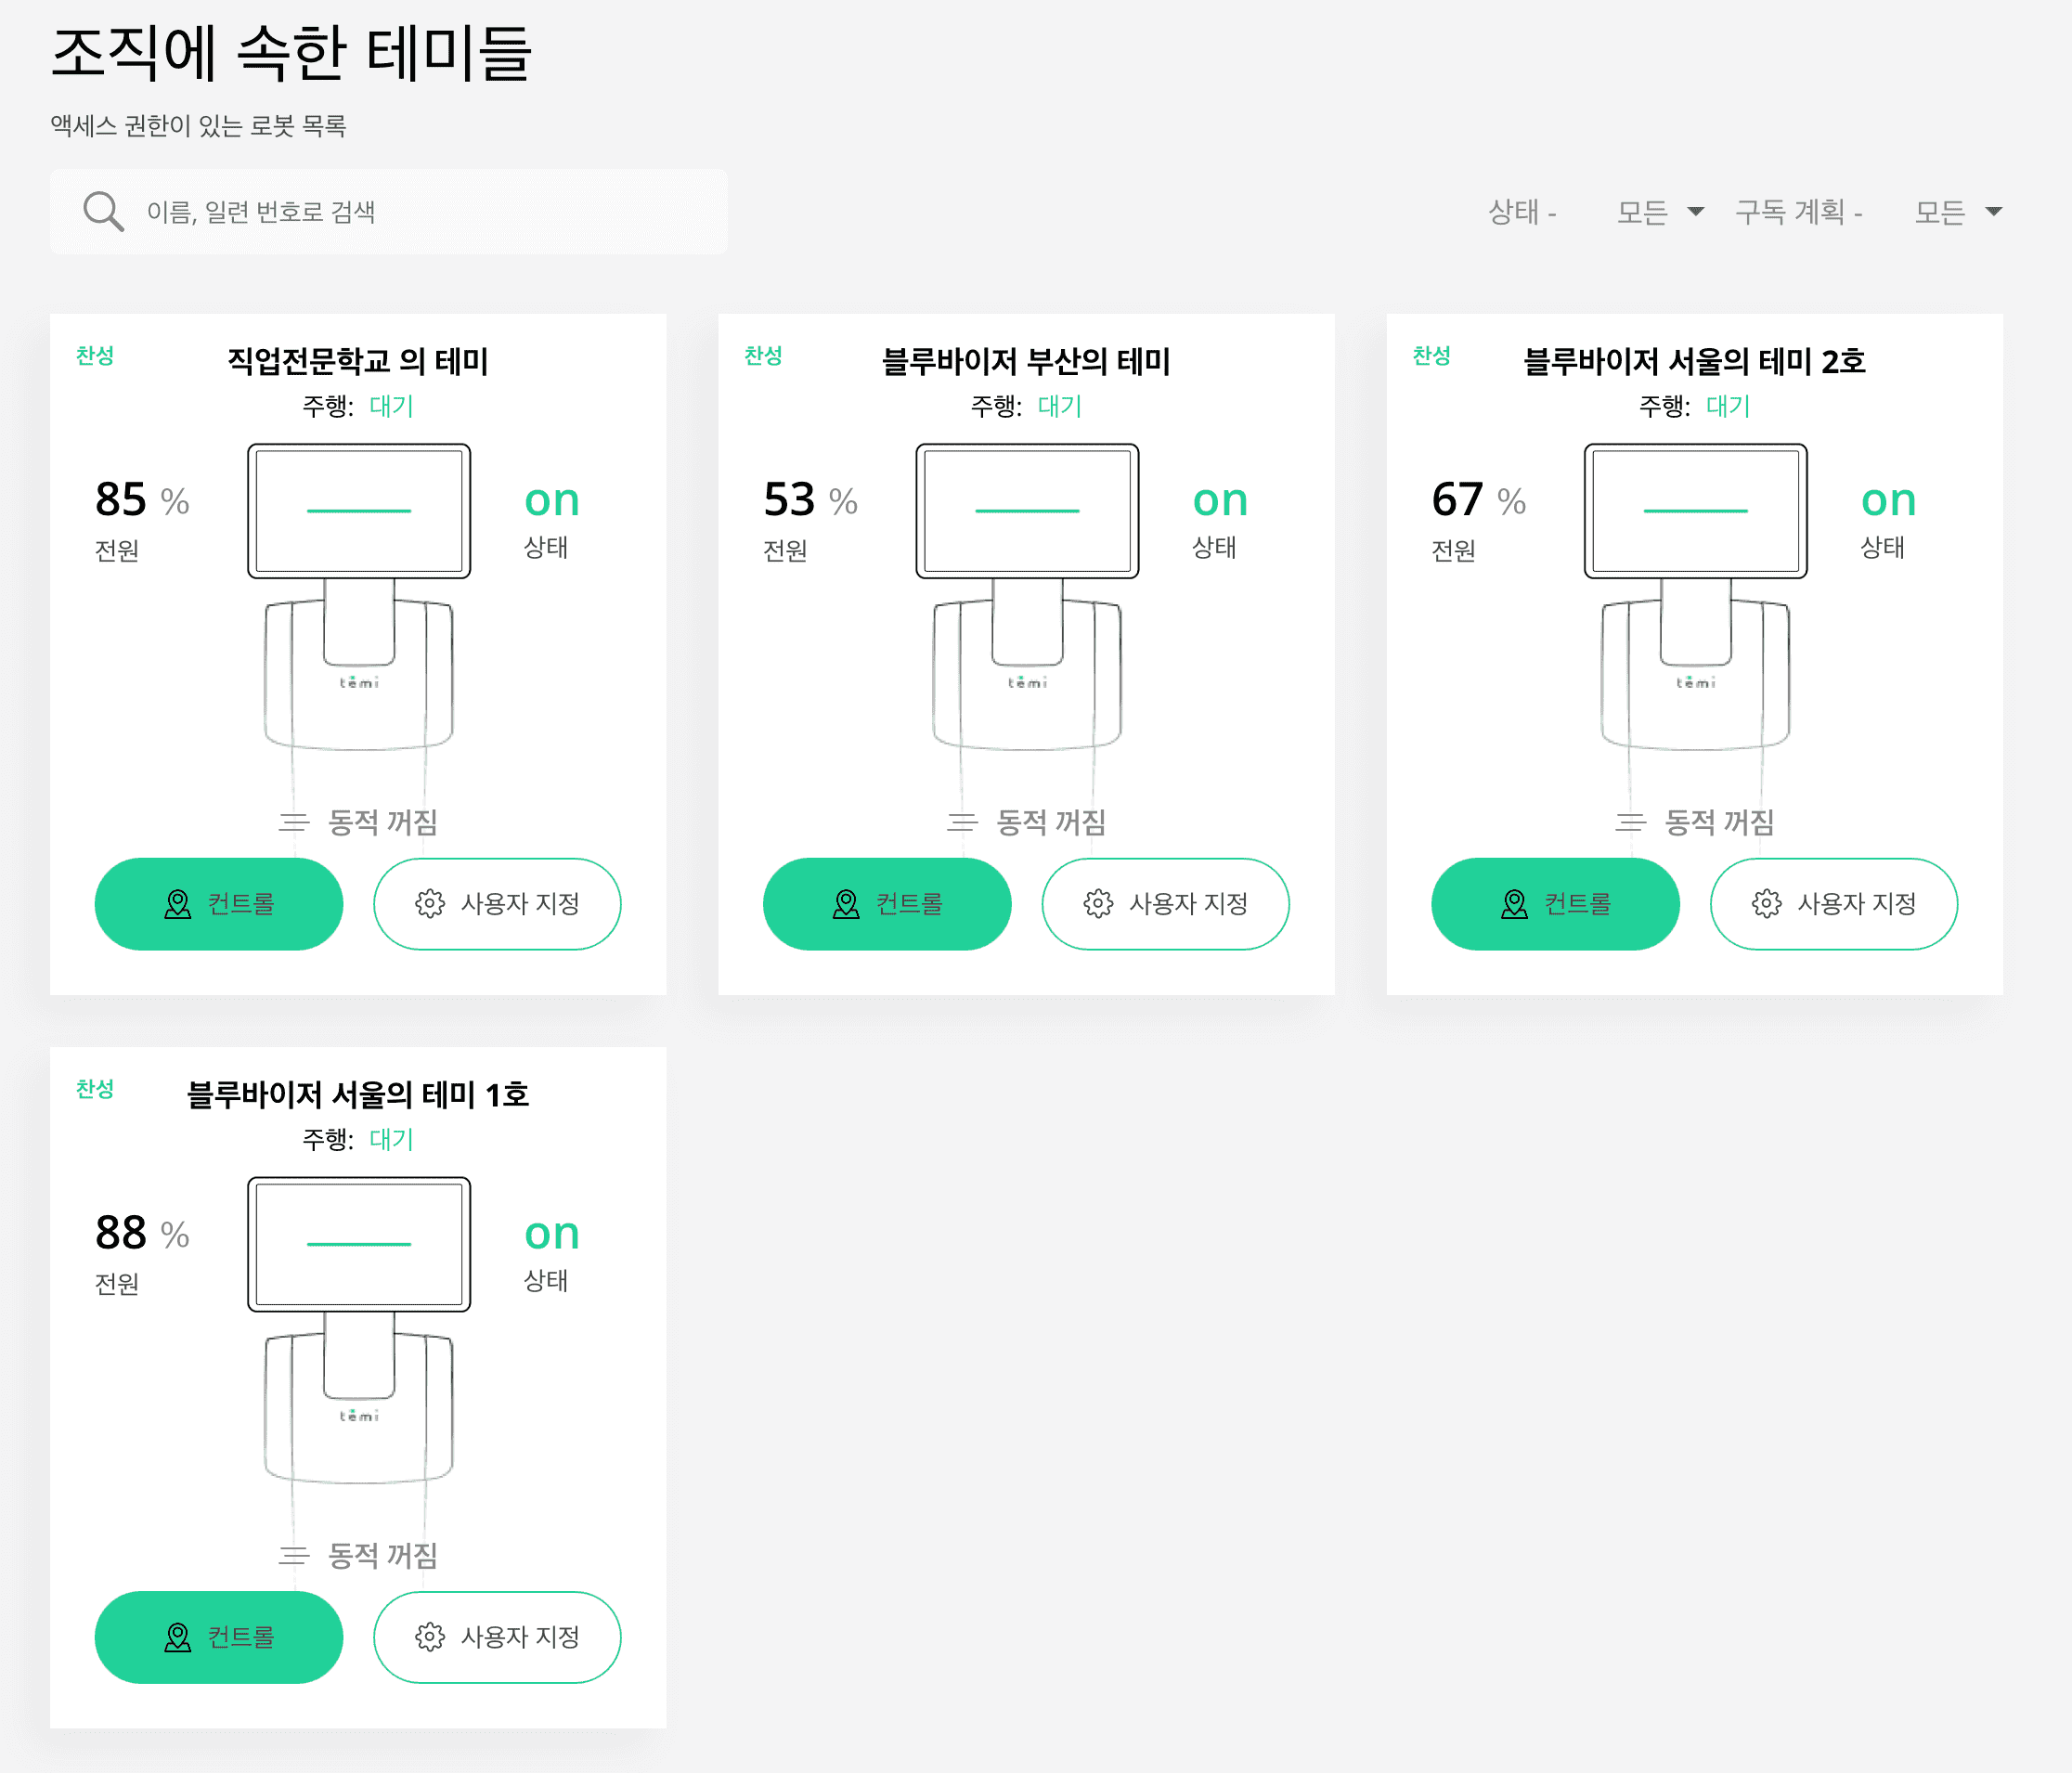 조직에 속한 테미들
액세스 권한이 있는 로봇 목록
이름, 일련 번호로 검색
상태 - 모든 구독 계획 - 모든
찬성
직업전문학교 의 테미
주행: 대기
85 %
전원
on
상태
temi
동적 꺼짐
컨트롤
사용자 지정
찬성
블루바이저 부산의 테미
주행: 대기
53 %
전원
on
상태
temi
동적 꺼짐
컨트롤
사용자 지정
찬성
블루바이저 서울의 테미 2호
주행: 대기
67 %
전원
on
상태
temi
동적 꺼짐
컨트롤
사용자 지정
찬성
블루바이저 서울의 테미 1호
주행: 대기
88 %
전원
on
상태
temi
동적 꺼짐
컨트롤
사용자 지정